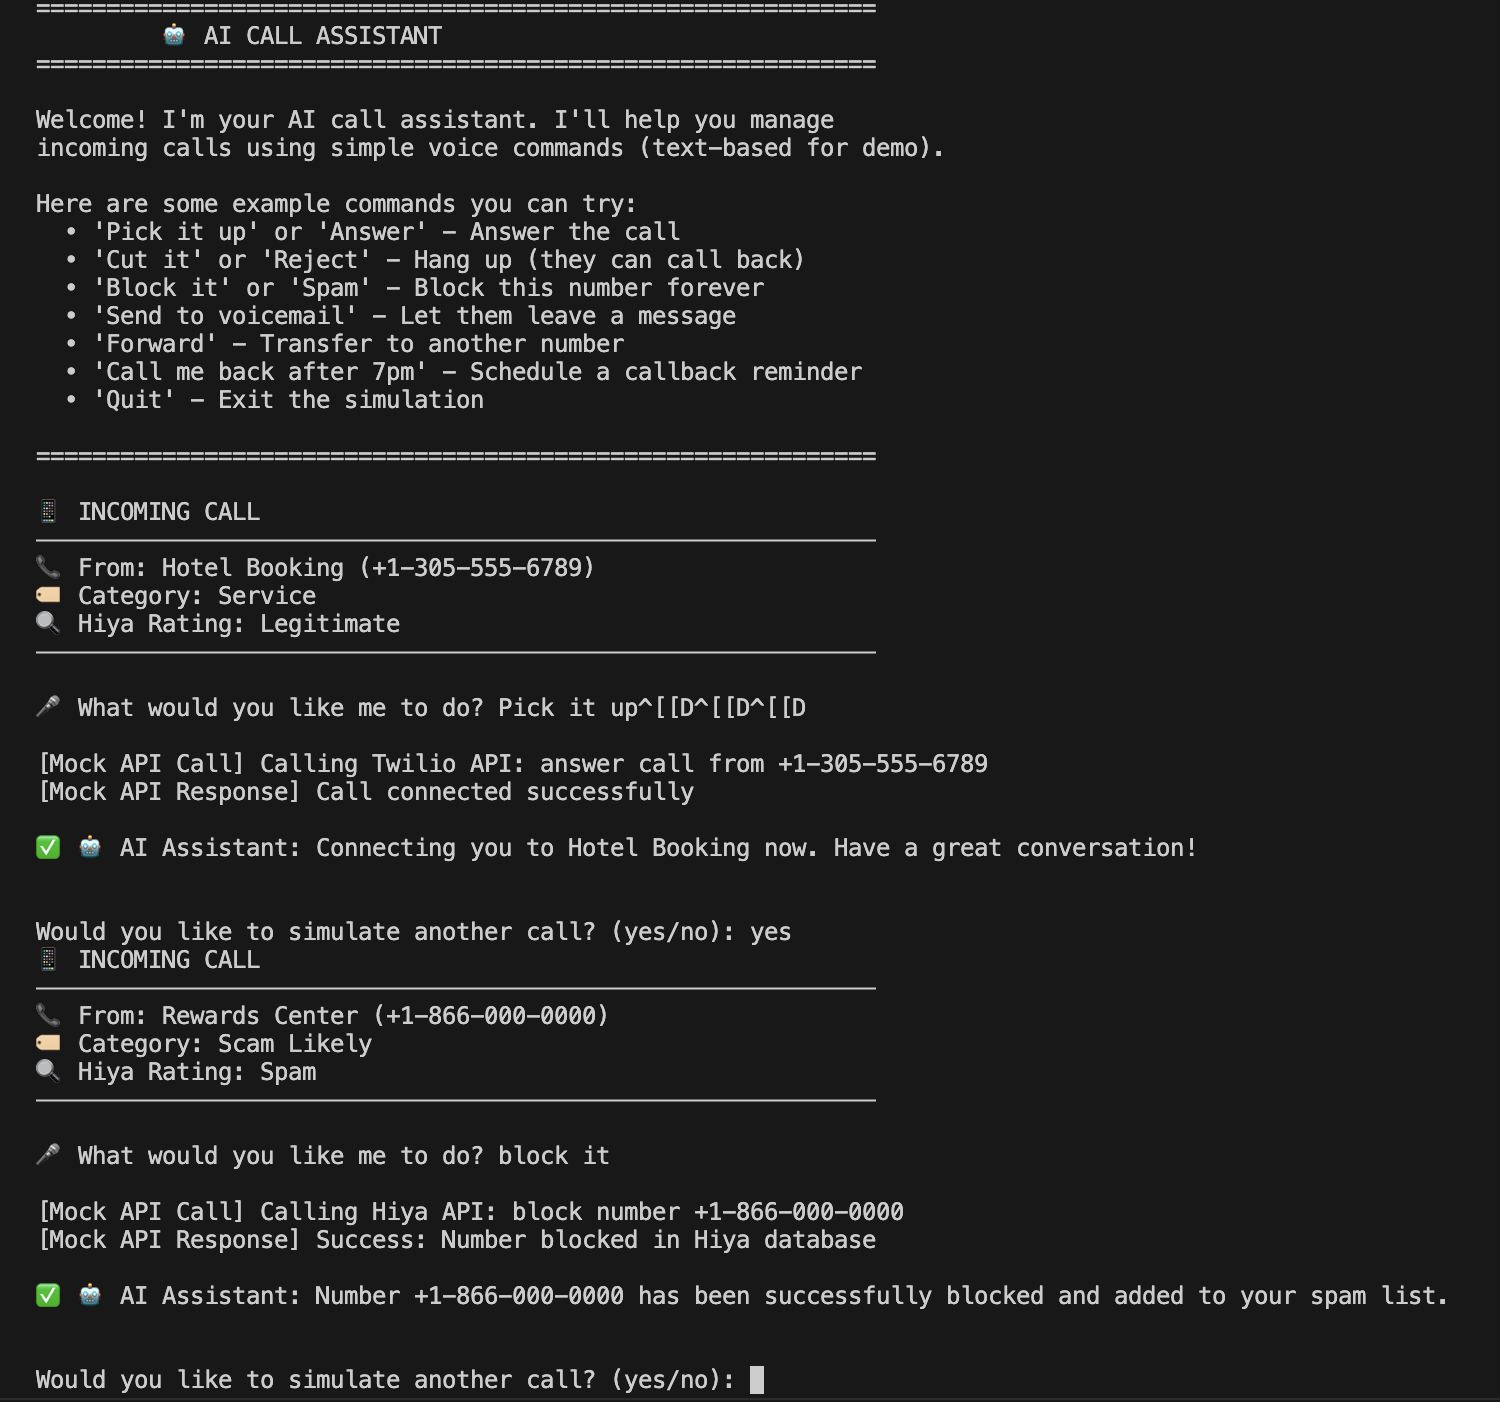 ============================================================
🤖 AI CALL ASSISTANT
============================================================
Welcome! I'm your AI call assistant. I'll help you manage
incoming calls using simple voice commands (text-based for demo).
Here are some example commands you can try:
• 'Pick it up' or 'Answer' - Answer the call
• 'Cut it' or 'Reject' - Hang up (they can call back)
• 'Block it' or 'Spam' - Block this number forever
• 'Send to voicemail' - Let them leave a message
• 'Forward' - Transfer to another number
• 'Call me back after 7pm' - Schedule a callback reminder
• 'Quit' - Exit the simulation
============================================================
📱 INCOMING CALL
────────────────────────────────────────────────────────────
📞 From: Hotel Booking (+1-305-555-6789)
🏷️ Category: Service
🔍 Hiya Rating: Legitimate
────────────────────────────────────────────────────────────
🎤 What would you like me to do? Pick it up^[[D^[[D^[[D
[Mock API Call] Calling Twilio API: answer call from +1-305-555-6789
[Mock API Response] Call connected successfully
✅ 🤖 AI Assistant: Connecting you to Hotel Booking now. Have a great conversation!
Would you like to simulate another call? (yes/no): yes
📱 INCOMING CALL
────────────────────────────────────────────────────────────
📞 From: Rewards Center (+1-866-000-0000)
🏷️ Category: Scam Likely
🔍 Hiya Rating: Spam
────────────────────────────────────────────────────────────
🎤 What would you like me to do? block it
[Mock API Call] Calling Hiya API: block number +1-866-000-0000
[Mock API Response] Success: Number blocked in Hiya database
✅ 🤖 AI Assistant: Number +1-866-000-0000 has been successfully blocked and added to your spam list.
Would you like to simulate another call? (yes/no):